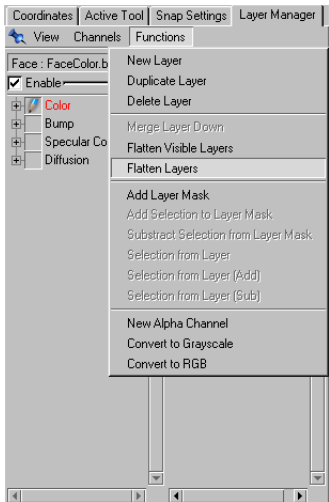 Coordinates Active Tool Snap Settings Layer Manager
View Channels Functions
Face : FaceColor.b
Enable
Color
Bump
Specular Co
Diffusion
New Layer
Duplicate Layer
Delete Layer
Merge Layer Down
Flatten Visible Layers
Flatten Layers
Add Layer Mask
Add Selection to Layer Mask
Substract Selection from Layer Mask
Selection from Layer
Selection from Layer (Add)
Selection from Layer (Sub)
New Alpha Channel
Convert to Grayscale
Convert to RGB